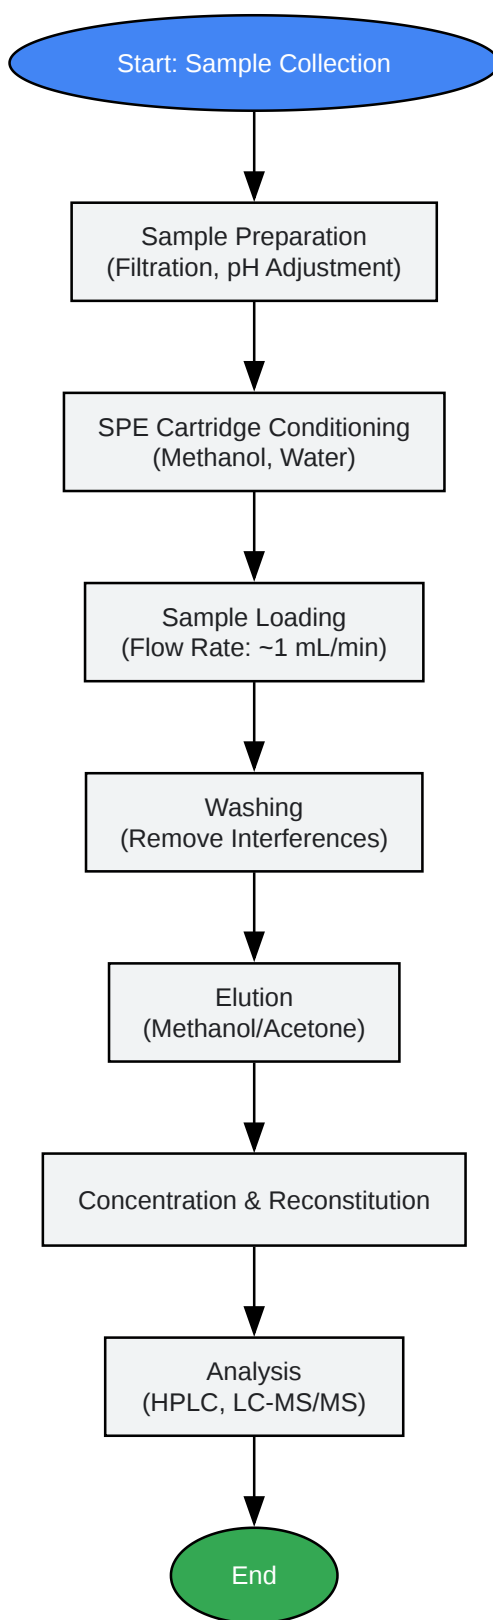 Start: Sample Collection
Sample Preparation
(Filtration, pH Adjustment)
SPE Cartridge Conditioning
(Methanol, Water)
Sample Loading
(Flow Rate: ~1 mL/min)
Washing
(Remove Interferences)
Elution
(Methanol/Acetone)
Concentration & Reconstitution
Analysis
(HPLC, LC-MS/MS)
End